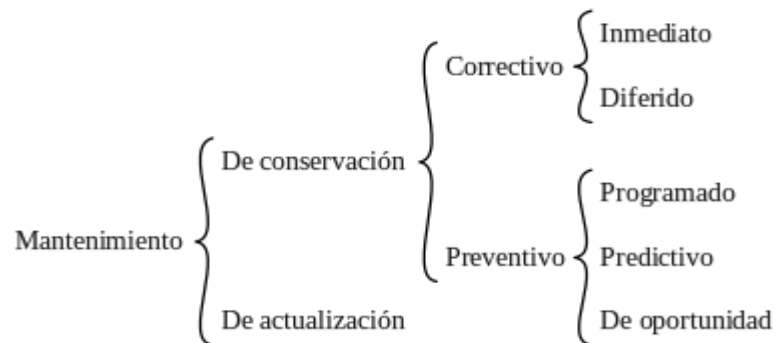 Mantenimiento
De conservación
Correctivo
Inmediato
Diferido
Preventivo
Programado
Predictivo
De oportunidad
De actualización